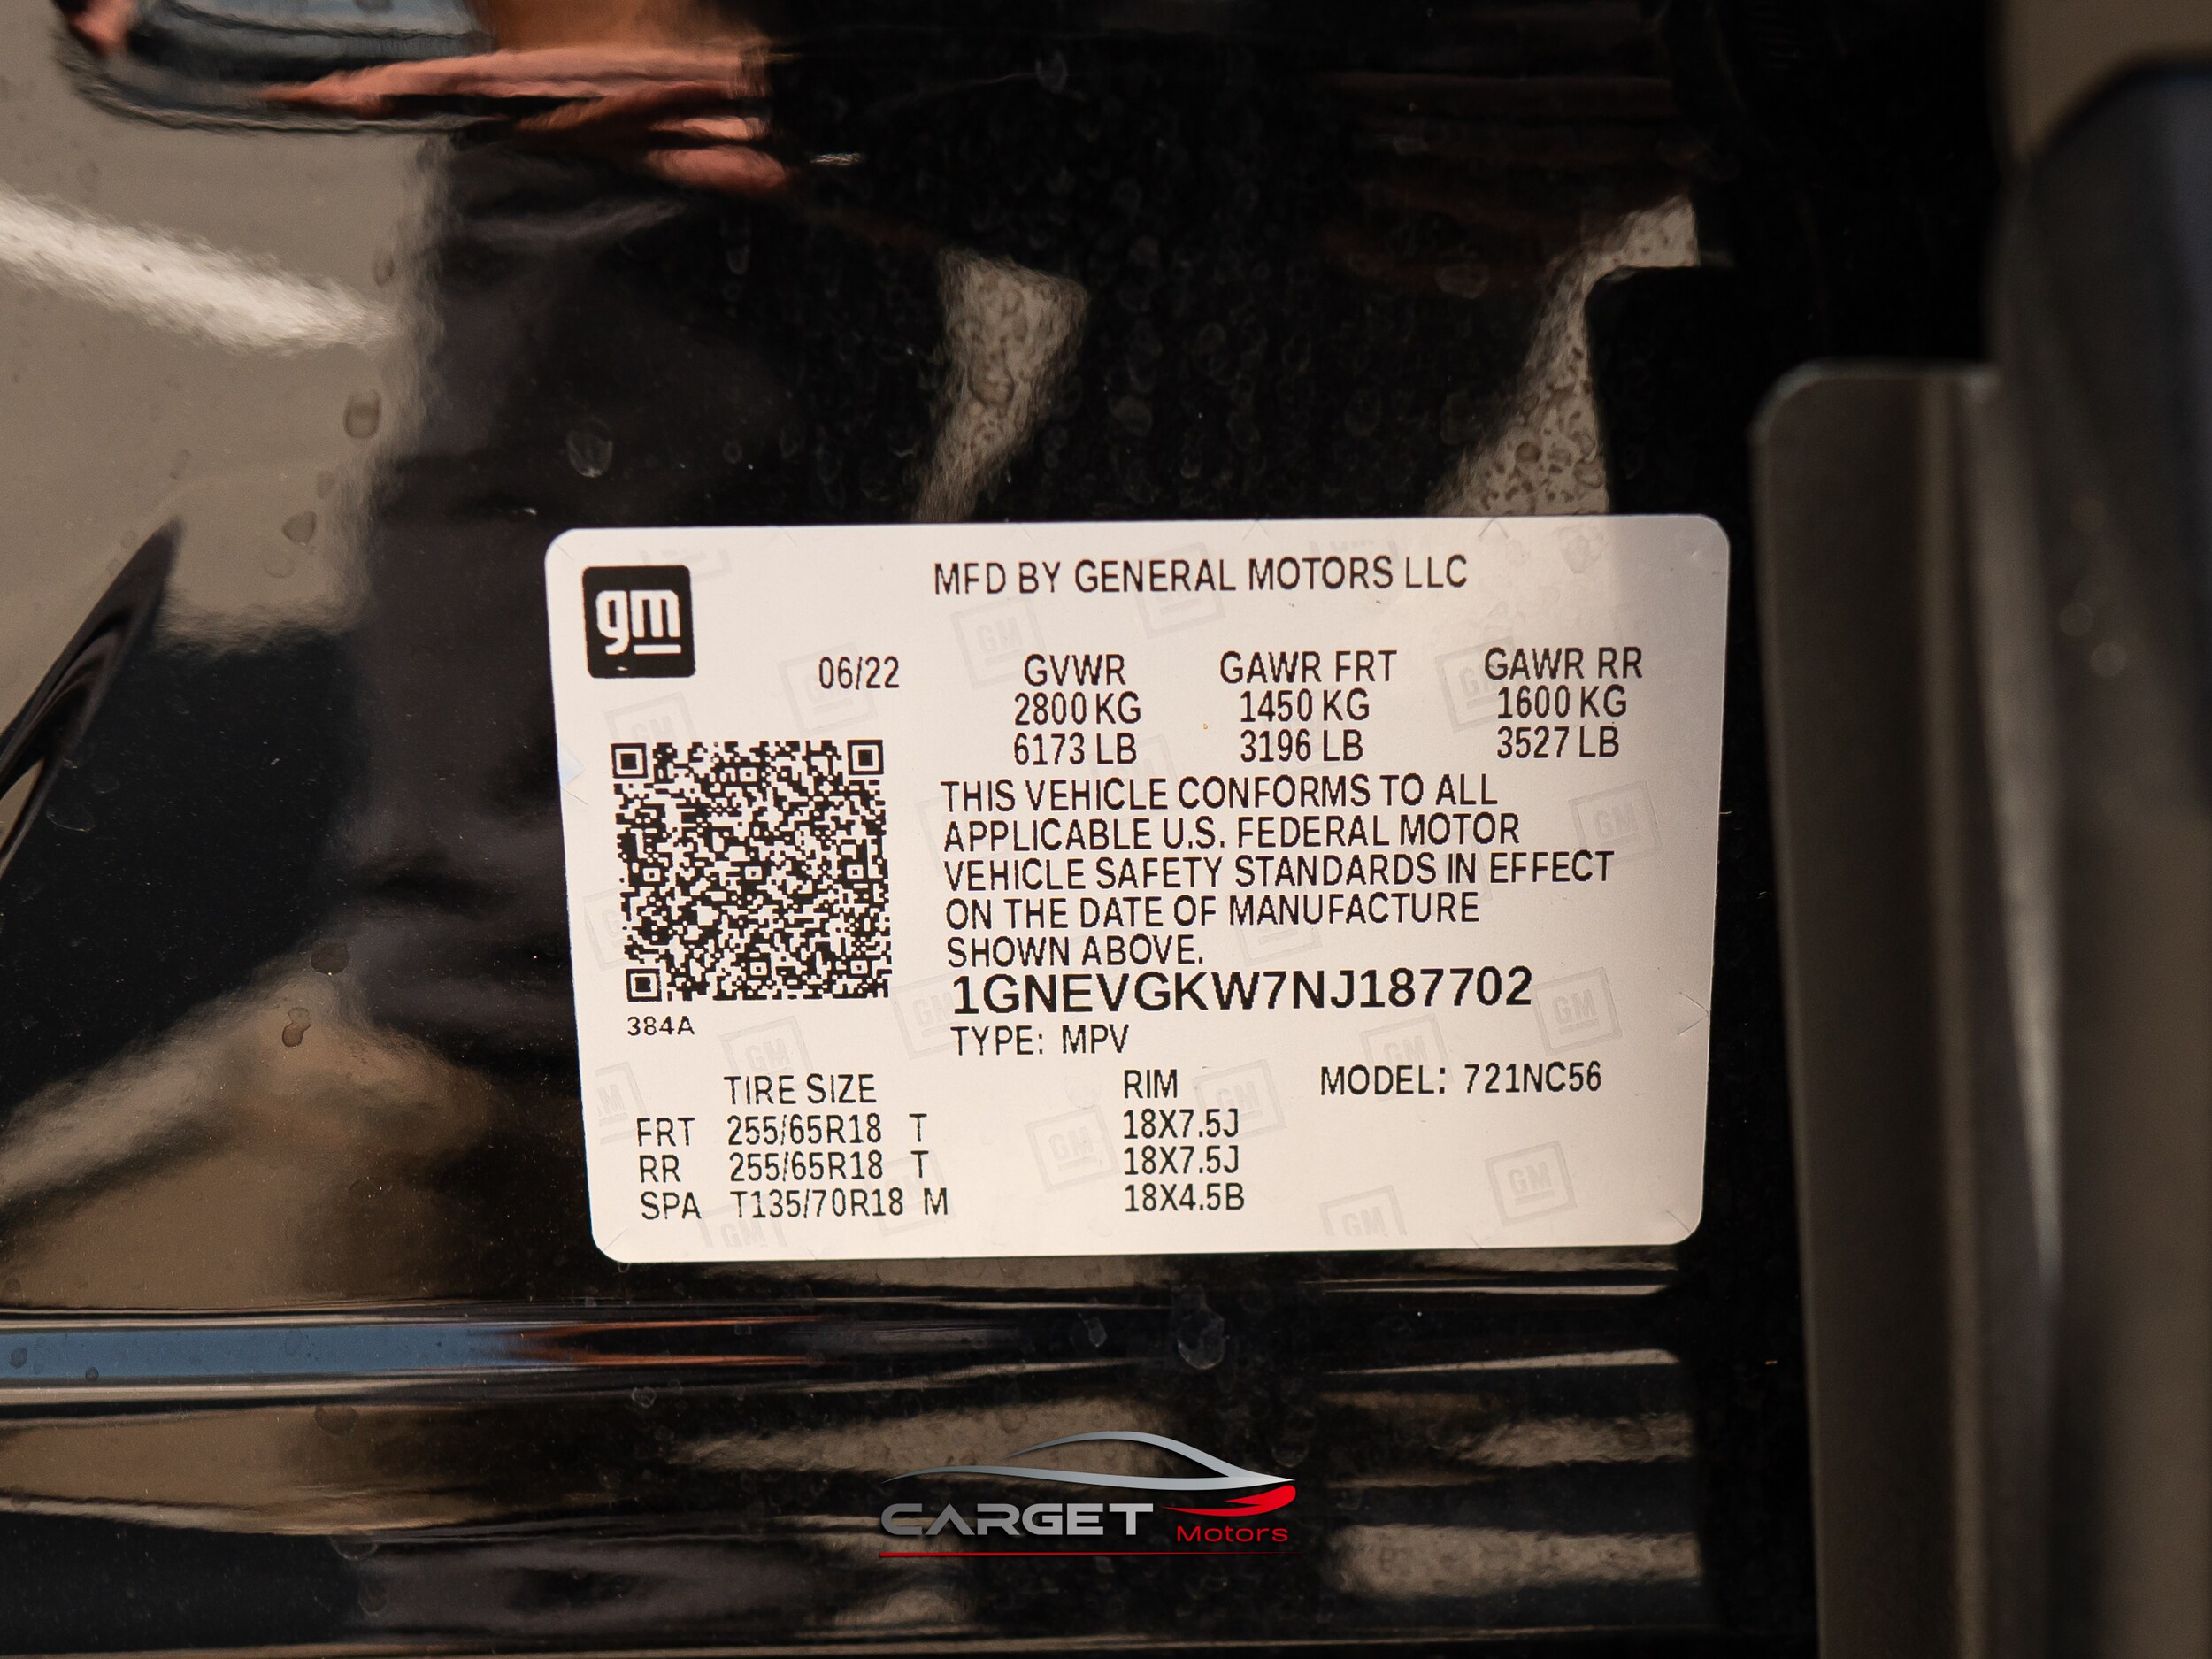 MFD BY GENERAL MOTORS LLC
gm
06/22 GVWR GAWR FRT GAWR RR
2800 KG 1450 KG 1600 KG
6173 LB 3196 LB 3527 LB
THIS VEHICLE CONFORMS TO ALL
APPLICABLE U.S. FEDERAL MOTOR
VEHICLE SAFETY STANDARDS IN EFFECT
ON THE DATE OF MANUFACTURE
SHOWN ABOVE.
1GNEVGKW7NJ187702
384A
TYPE: MPV
TIRE SIZE RIM MODEL: 721NC56
FRT 255/65R18 T 18X7.5J
RR 255/65R18 T 18X7.5J
SPA T135/70R18 M 18X4.5B
CARGET
Motors